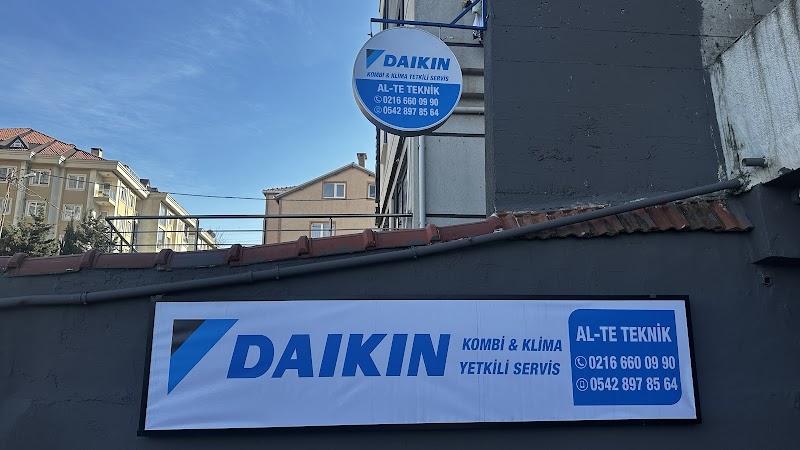 DAIKIN
KOMBİ & KLİMA YETKİLİ SERVİS
AL-TE TEKNİK
0216 660 09 90
0542 897 85 64
DAIKIN
KOMBİ & KLİMA
YETKİLİ SERVİS
AL-TE TEKNİK
0216 660 09 90
0542 897 85 64